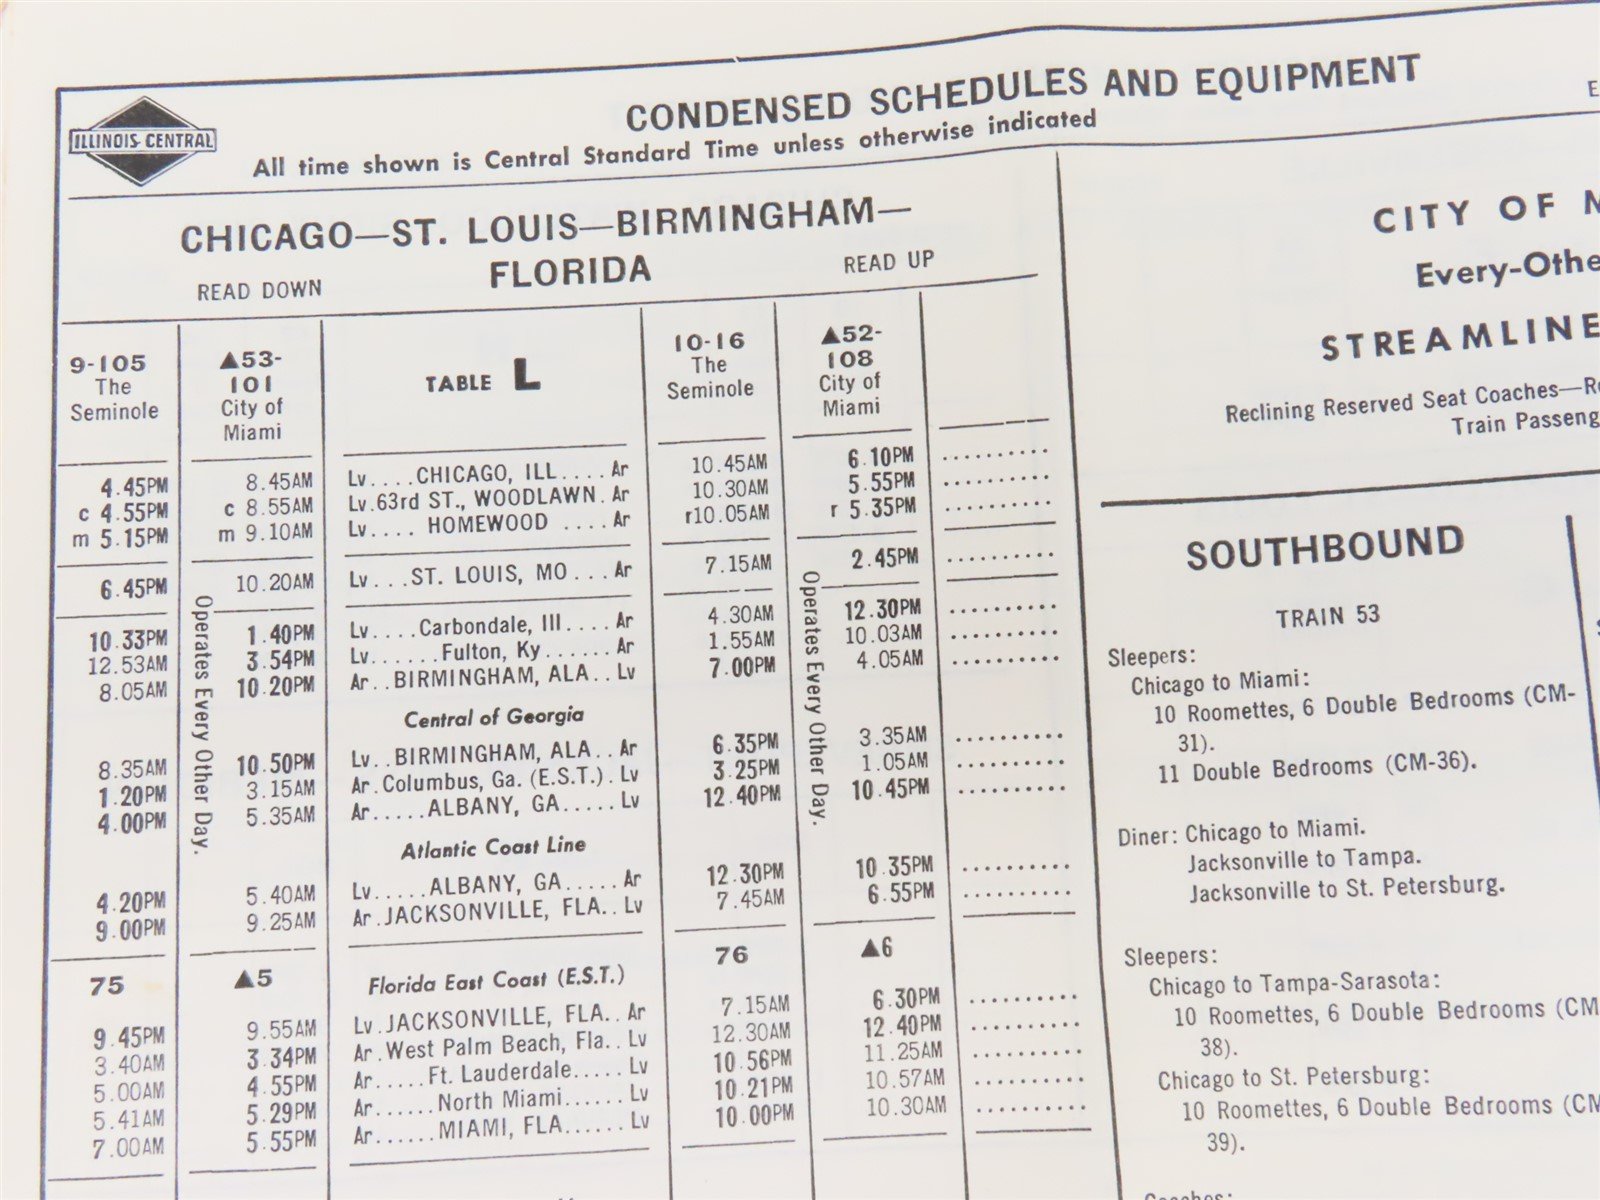 CONDENSED SCHEDULES AND EQUIPMENT
ILLINOIS CENTRAL
All time shown is Central Standard Time unless otherwise indicated
CHICAGO—ST. LOUIS—BIRMINGHAM—
FLORIDA
READ DOWN READ UP
9-105 The Seminole
▲53-101 City of Miami
TABLE L
10-16 The Seminole
▲52-108 City of Miami
4.45PM 8.45AM Lv....CHICAGO, ILL....Ar 10.45AM 6.10PM ..........
c 4.55PM c 8.55AM Lv.63rd ST., WOODLAWN.Ar 10.30AM 5.55PM ..........
m 5.15PM m 9.10AM Lv.... HOMEWOOD ....Ar r10.05AM r 5.35PM ..........
6.45PM 10.20AM Lv...ST. LOUIS, MO...Ar 7.15AM 2.45PM ..........
10.33PM 1.40PM Lv....Carbondale, Ill....Ar 4.30AM 12.30PM ..........
12.53AM 3.54PM Lv.......Fulton, Ky......Ar 1.55AM 10.03AM ..........
8.05AM 10.20PM Ar..BIRMINGHAM, ALA..Lv 7.00PM 4.05AM ..........
Central of Georgia
8.35AM 10.50PM Lv..BIRMINGHAM, ALA..Ar 6.35PM 3.35AM ..........
1.20PM 3.15AM Ar.Columbus, Ga. (E.S.T.).Lv 3.25PM 1.05AM ..........
4.00PM 5.35AM Ar.....ALBANY, GA.....Lv 12.40PM 10.45PM ..........
Operates Every Other Day.
Operates Every Other Day.
Atlantic Coast Line
4.20PM 5.40AM Lv.....ALBANY, GA.....Ar 12.30PM 10.35PM ..........
9.00PM 9.25AM Ar.JACKSONVILLE, FLA..Lv 7.45AM 6.55PM ..........
75 ▲5 Florida East Coast (E.S.T.) 76 ▲6
9.45PM 9.55AM Lv.JACKSONVILLE, FLA..Ar 7.15AM 6.30PM ..........
3.40AM 3.34PM Ar.West Palm Beach, Fla..Lv 12.30AM 12.40PM ..........
5.00AM 4.55PM Ar.....Ft. Lauderdale.....Lv 10.56PM 11.25AM ..........
5.41AM 5.29PM Ar......North Miami......Lv 10.21PM 10.57AM ..........
7.00AM 5.55PM Ar......MIAMI, FLA......Lv 10.00PM 10.30AM ..........
CITY OF M
Every-Othe
STREAMLINE
Reclining Reserved Seat Coaches—Re
Train Passeng
SOUTHBOUND
TRAIN 53
Sleepers:
Chicago to Miami:
10 Roomettes, 6 Double Bedrooms (CM-
31).
11 Double Bedrooms (CM-36).
Diner: Chicago to Miami.
Jacksonville to Tampa.
Jacksonville to St. Petersburg.
Sleepers:
Chicago to Tampa-Sarasota:
10 Roomettes, 6 Double Bedrooms (CM
38).
Chicago to St. Petersburg:
10 Roomettes, 6 Double Bedrooms (CM
39).